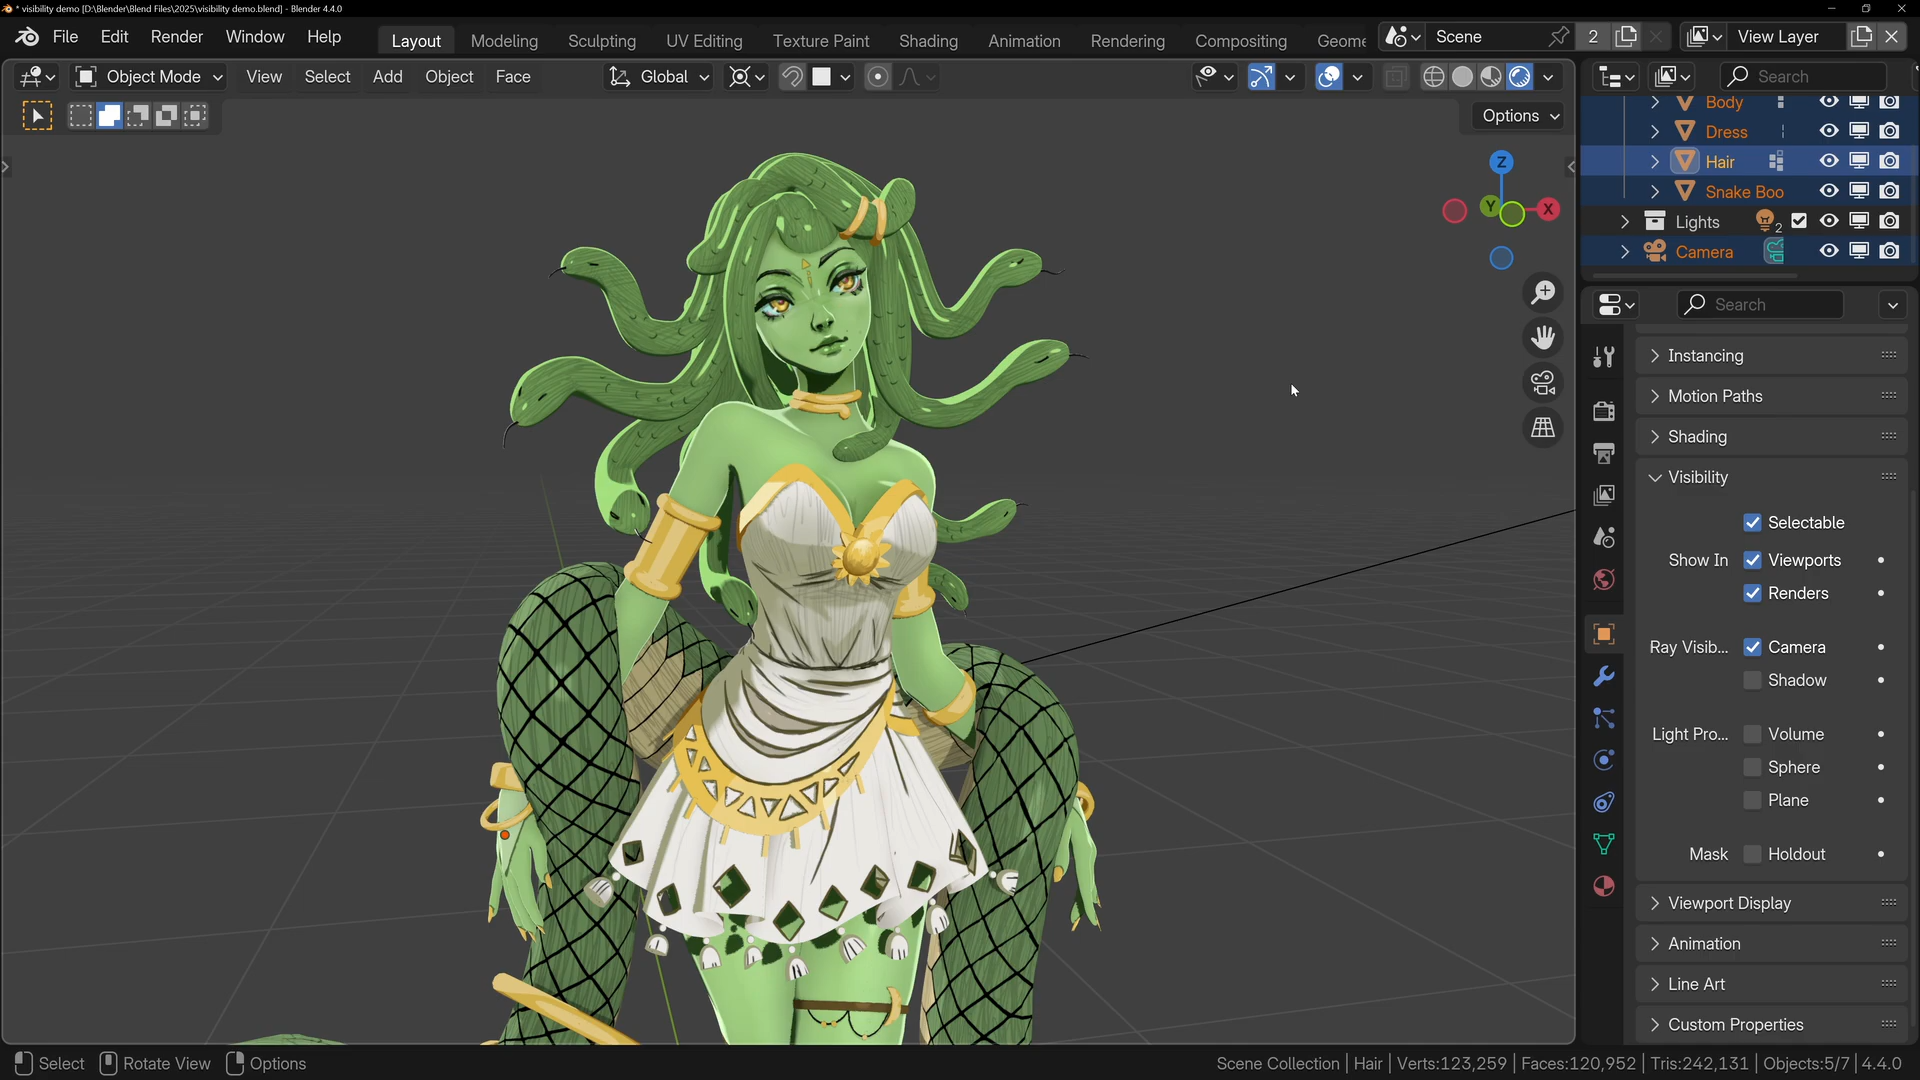 * visibility demo [D:\Blender\Blend Files\2025\visibility demo.blend] - Blender 4.4.0
File Edit Render Window Help
Layout Modeling Sculpting UV Editing Texture Paint Shading Animation Rendering Compositing Geome
Scene 2 View Layer
Object Mode View Select Add Object Face
Global
Search
Options
Body
Dress
Hair
Snake Boo
Lights 2
Camera
Z
Y
X
Search
Instancing
Motion Paths
Shading
Visibility
Selectable
Show In Viewports
Renders
Ray Visib... Camera
Shadow
Light Pro... Volume
Sphere
Plane
Mask Holdout
Viewport Display
Animation
Line Art
Custom Properties
Select Rotate View Options
Scene Collection | Hair | Verts:123,259 | Faces:120,952 | Tris:242,131 | Objects:5/7 | 4.4.0